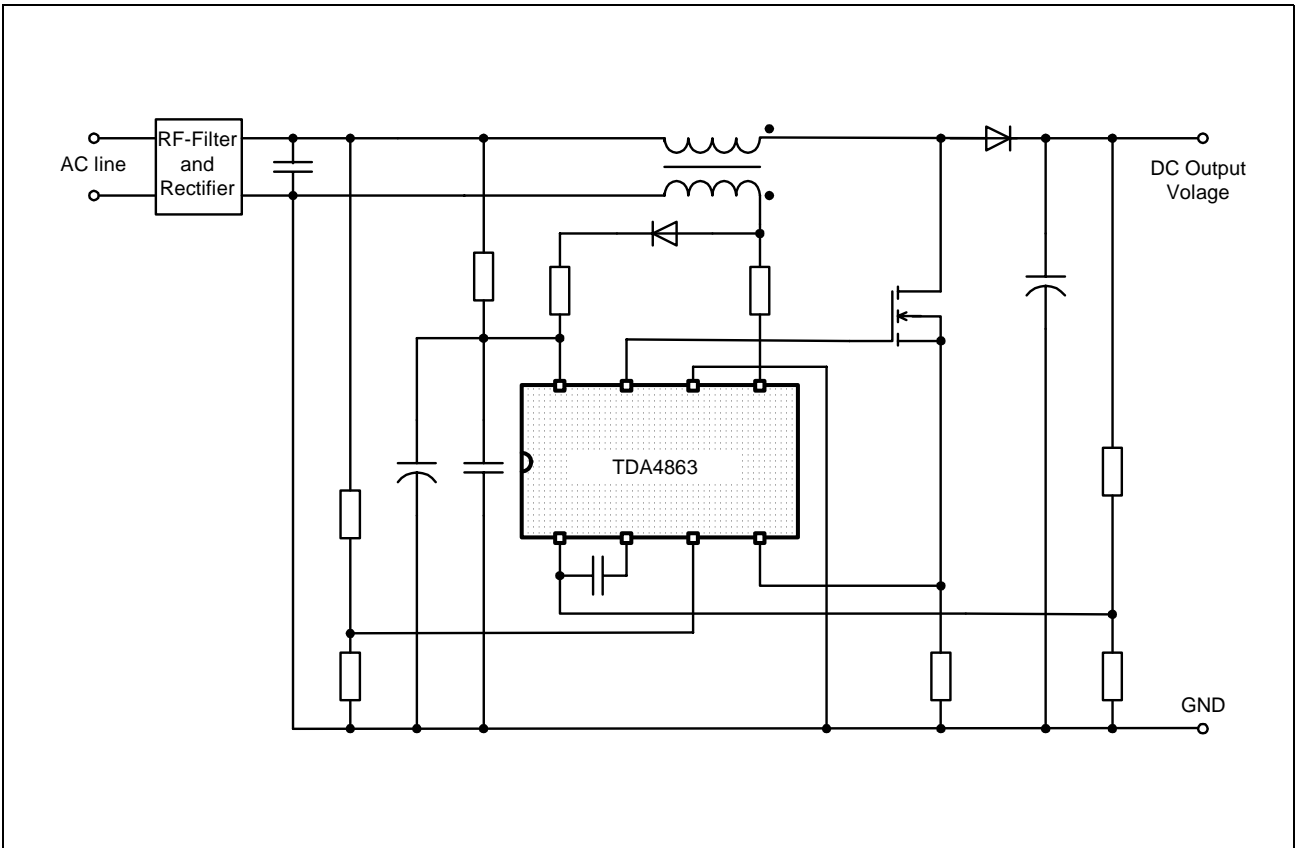 RF-Filter
and
Rectifier
AC line
DC Output
Volage
TDA4863
GND